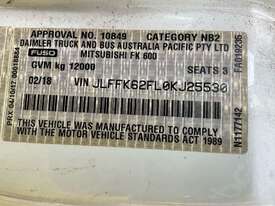 APPROVAL NO. 10849 CATEGORY NB2
DAIMLER TRUCK AND BUS AUSTRALIA PACIFIC PTY LTD
FUSO MITSUBISHI FK 600
GVM kg 12000 SEATS 3
02/18 VIN JLFFK62FL0KJ25530
THIS VEHICLE WAS MANUFACTURED TO COMPLY WITH
THE MOTOR VEHICLE STANDARDS ACT 1989
N1177142